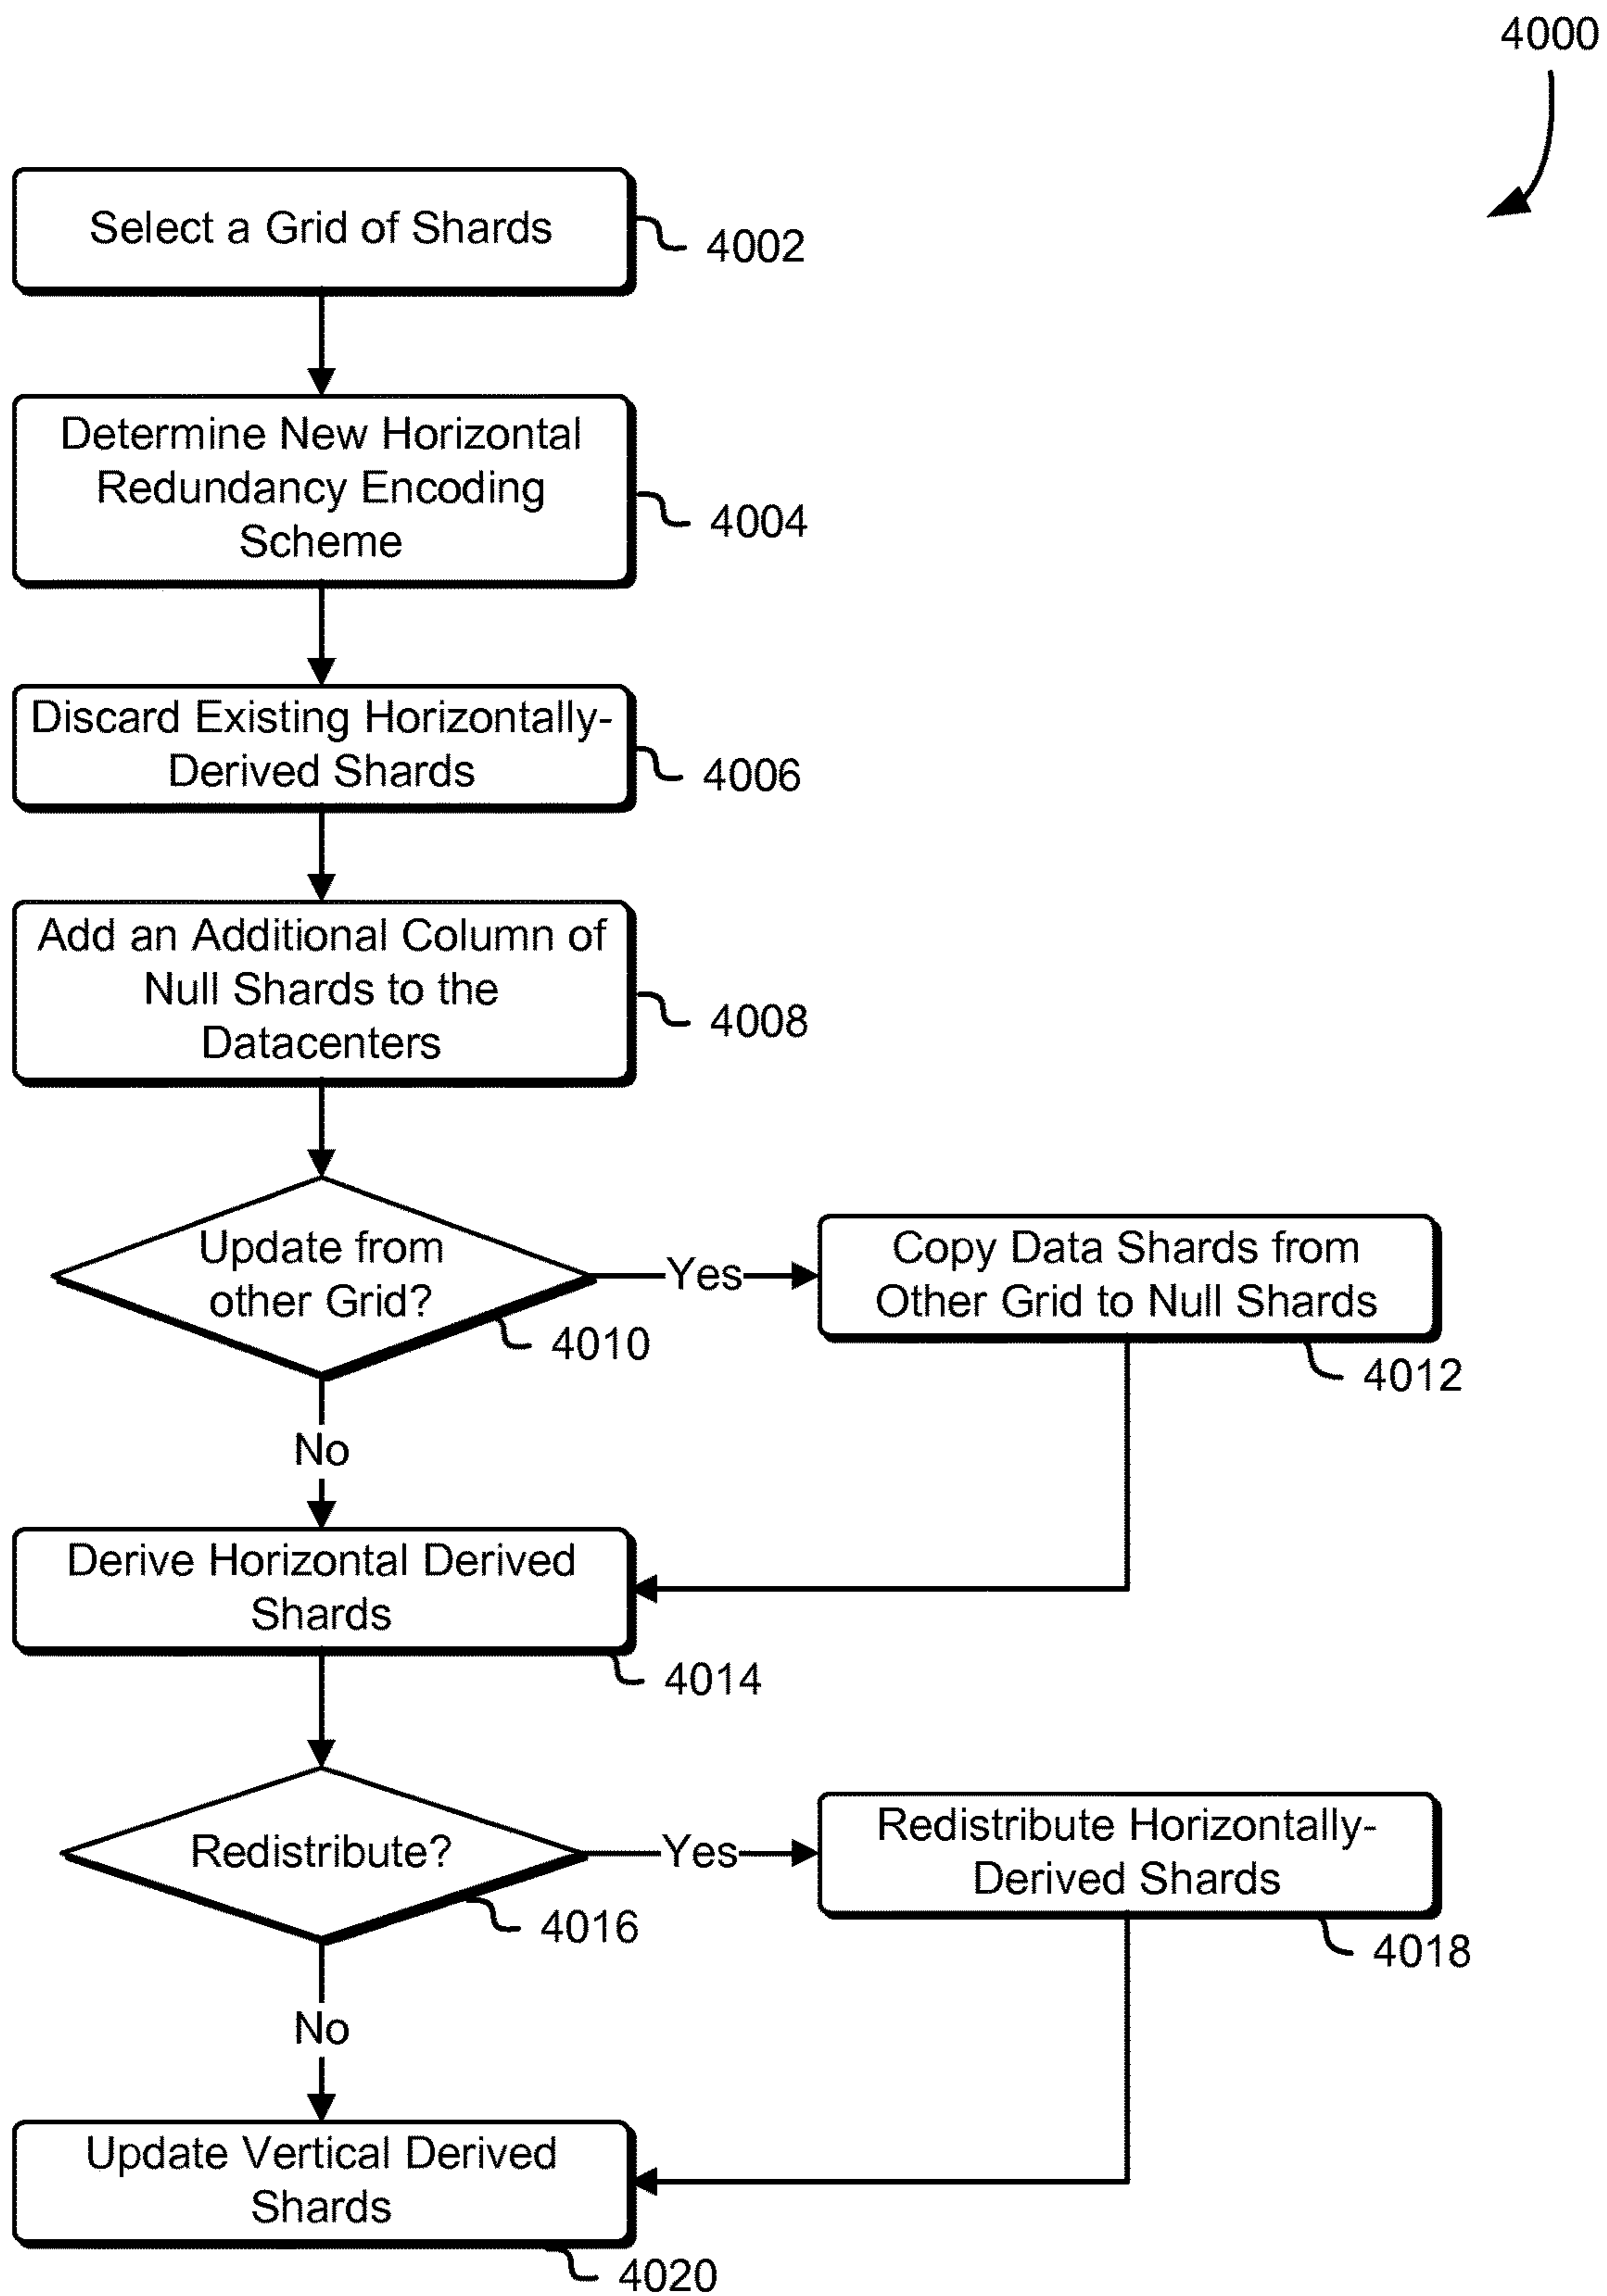 4000
Select a Grid of Shards
4002
Determine New Horizontal
Redundancy Encoding
Scheme
4004
Discard Existing Horizontally-
Derived Shards
4006
Add an Additional Column of
Null Shards to the
Datacenters
4008
Update from
other Grid?
4010
Yes
Copy Data Shards from
Other Grid to Null Shards
4012
No
Derive Horizontal Derived
Shards
4014
Redistribute?
4016
Yes
Redistribute Horizontally-
Derived Shards
4018
No
Update Vertical Derived
Shards
4020